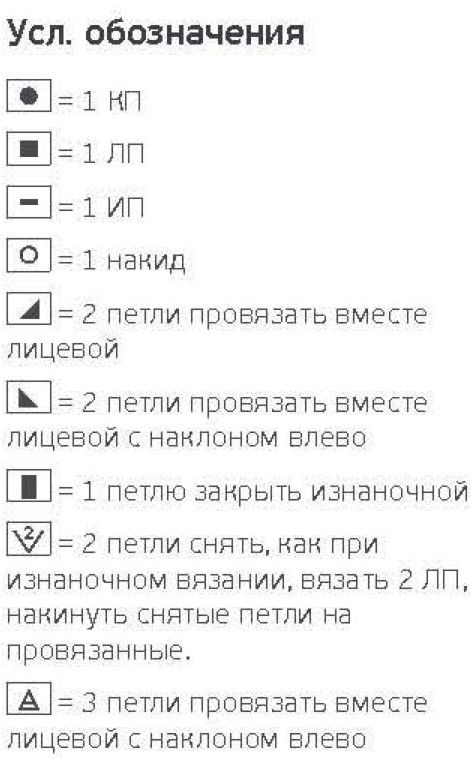 Усл. обозначения
= 1 КП
= 1 ЛП
= 1 ИП
= 1 накид
= 2 петли провязать вместе
лицевой
= 2 петли провязать вместе
лицевой с наклоном влево
= 1 петлю закрыть изнаночной
2 = 2 петли снять, как при
изнаночном вязании, вязать 2 ЛП,
накинуть снятые петли на
провязанные.
= 3 петли провязать вместе
лицевой с наклоном влево